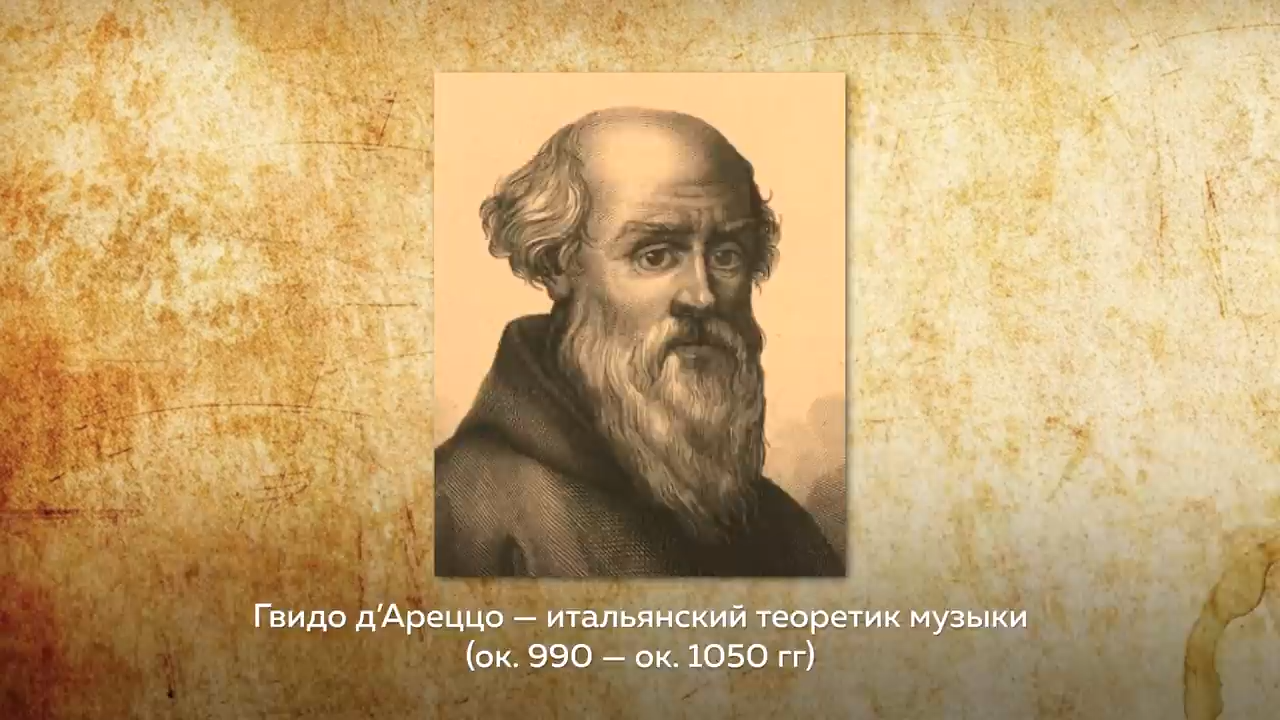 Гвидо д'Ареццо — итальянский теоретик музыки
(ок. 990 — ок. 1050 гг)